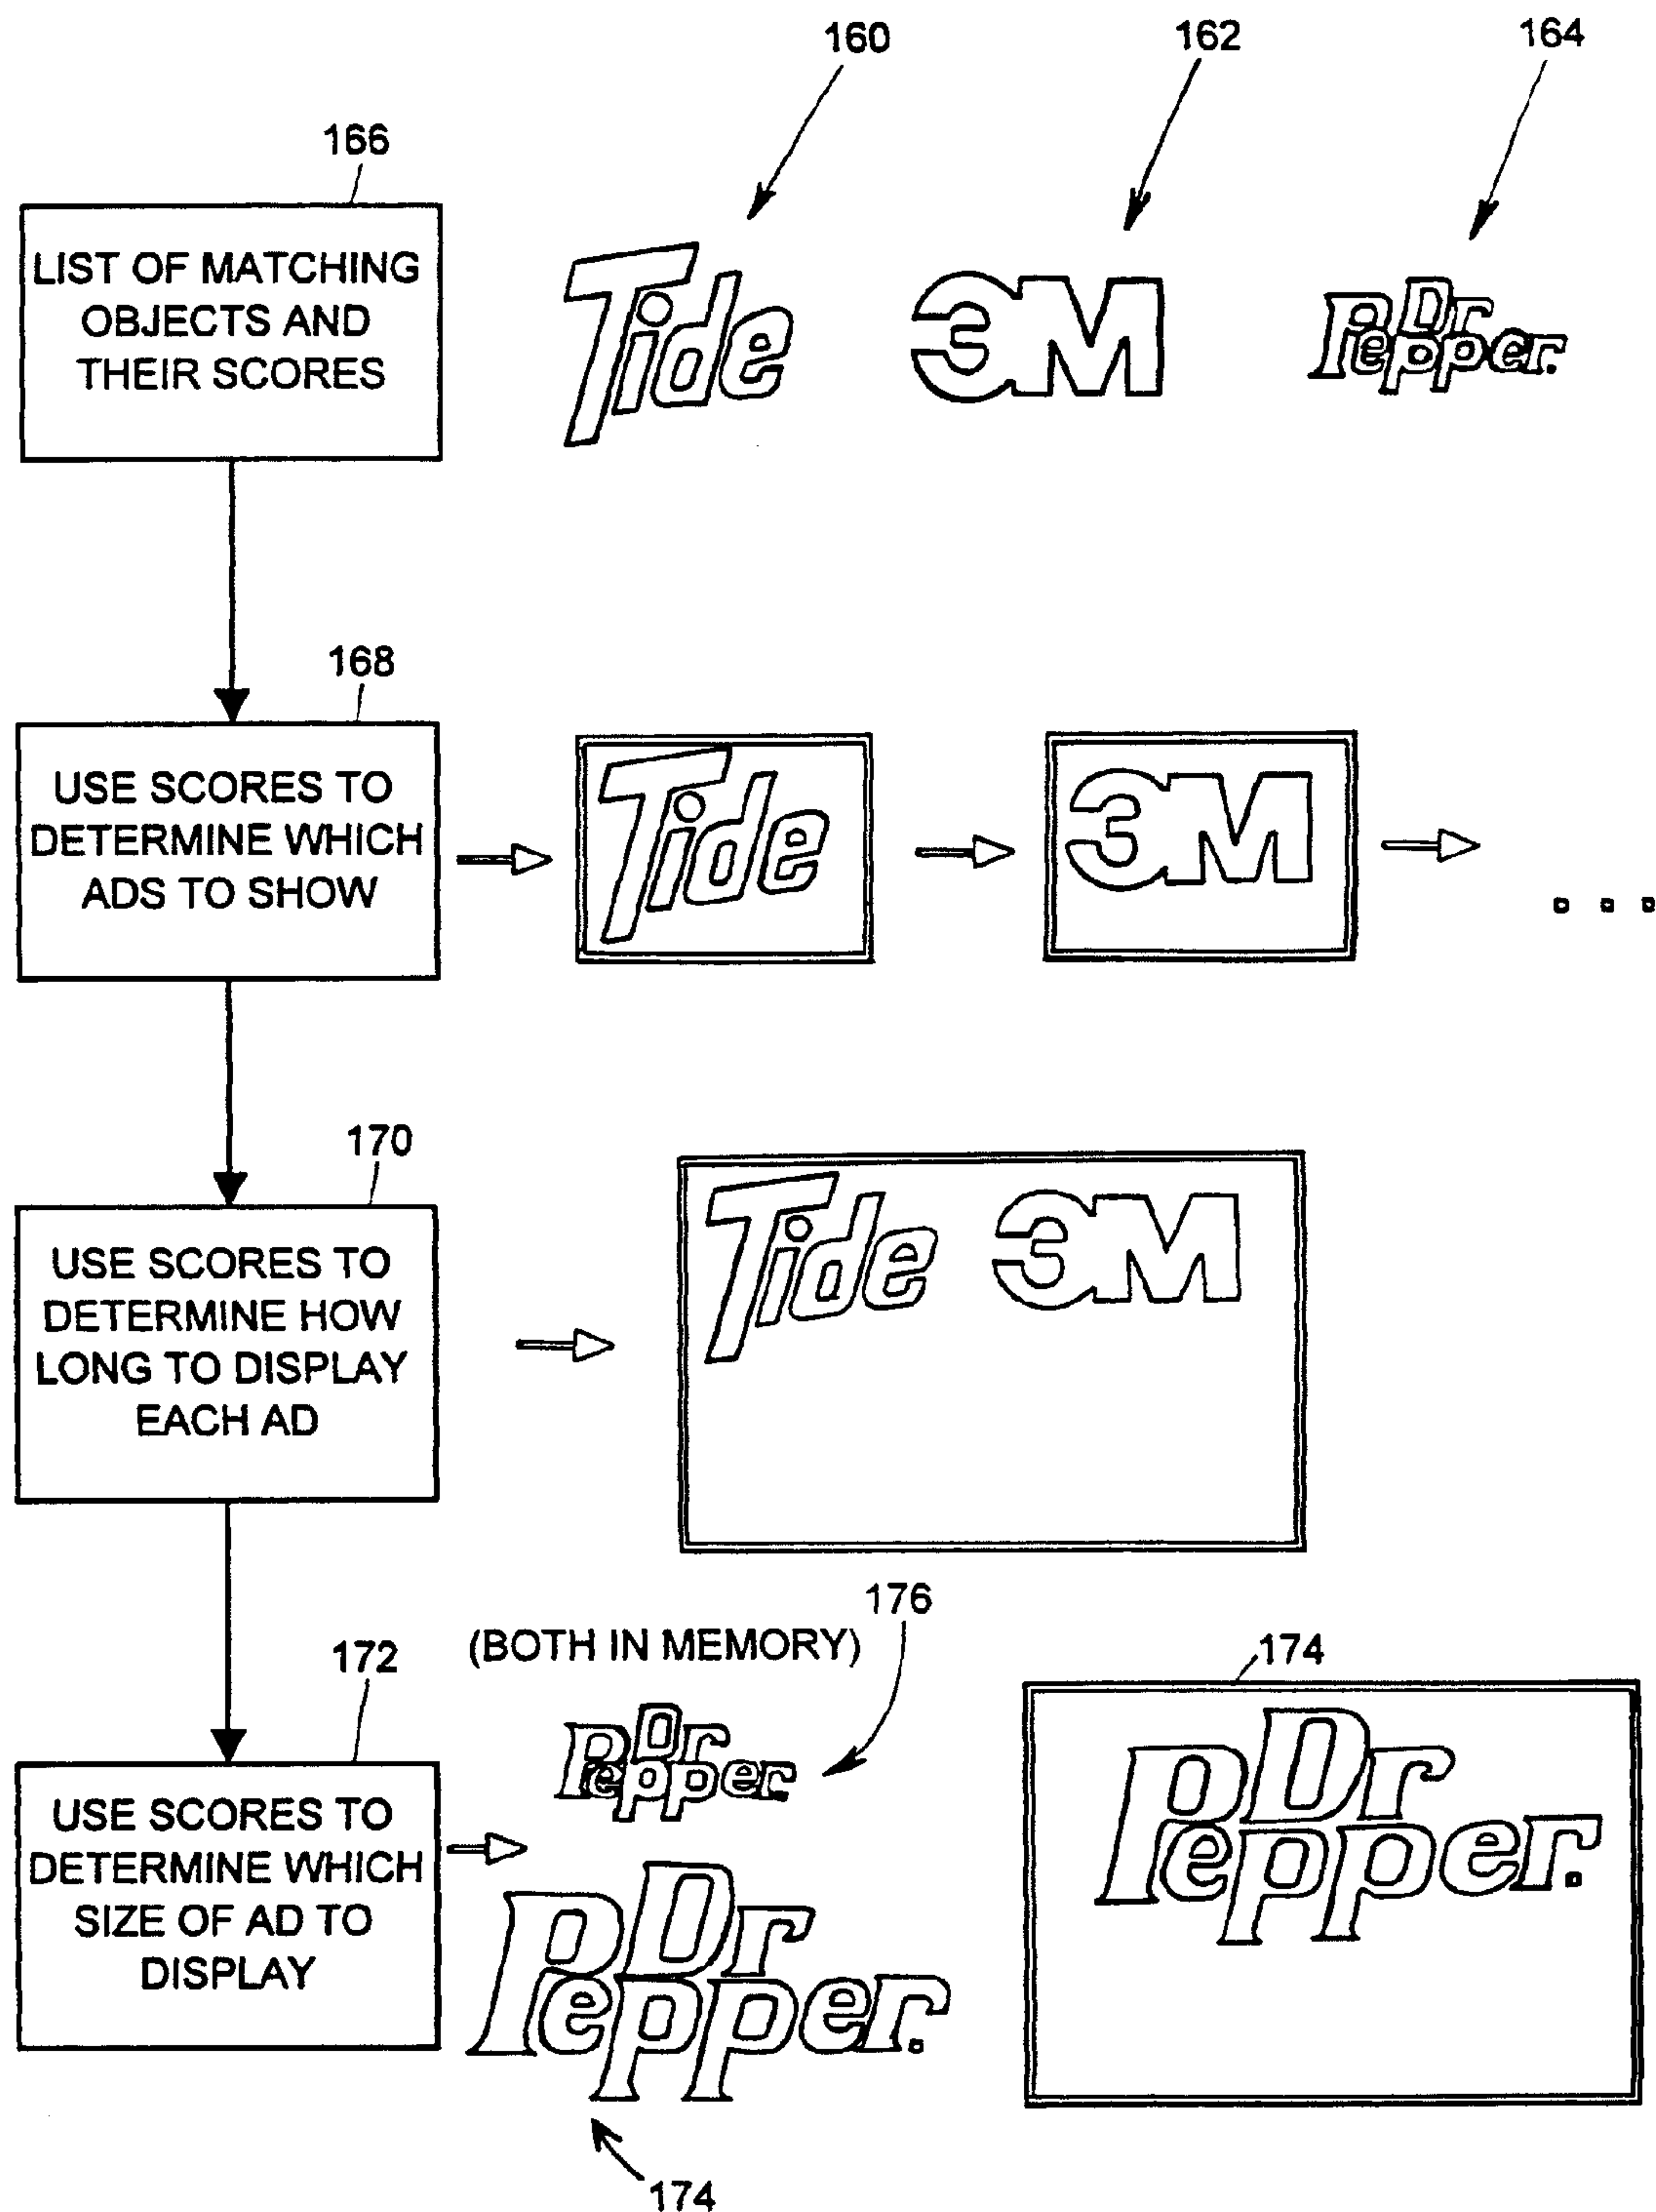 160
162
164
166
LIST OF MATCHING
OBJECTS AND
THEIR SCORES
Tide
3M
Dr
Pepper.
168
USE SCORES TO
DETERMINE WHICH
ADS TO SHOW
Tide
3M
170
USE SCORES TO
DETERMINE HOW
LONG TO DISPLAY
EACH AD
Tide
3M
176
(BOTH IN MEMORY)
172
174
USE SCORES TO
DETERMINE WHICH
SIZE OF AD TO
DISPLAY
Dr
Pepper.
Dr
Pepper.
174
Dr
Pepper.